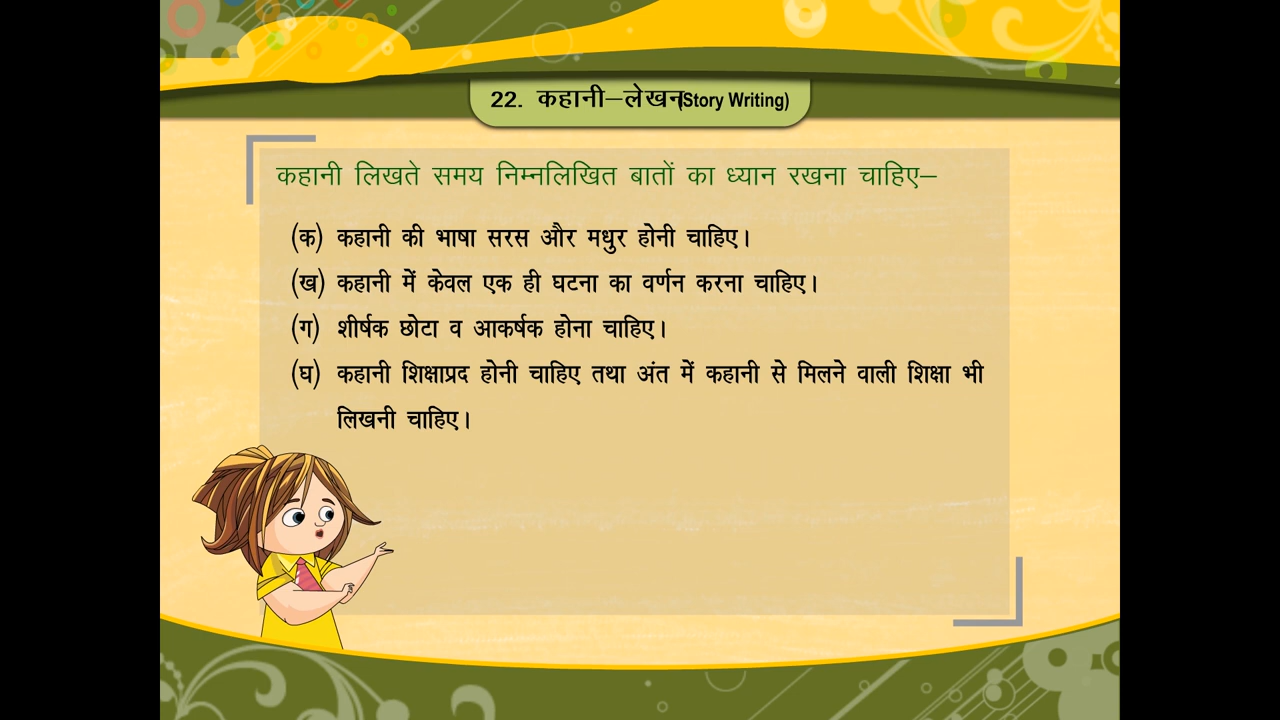 22. कहानी–लेखन(Story Writing)
कहानी लिखते समय निम्नलिखित बातों का ध्यान रखना चाहिए–
(क) कहानी की भाषा सरस और मधुर होनी चाहिए।
(ख) कहानी में केवल एक ही घटना का वर्णन करना चाहिए।
(ग) शीर्षक छोटा व आकर्षक होना चाहिए।
(घ) कहानी शिक्षाप्रद होनी चाहिए तथा अंत में कहानी से मिलने वाली शिक्षा भी
लिखनी चाहिए।